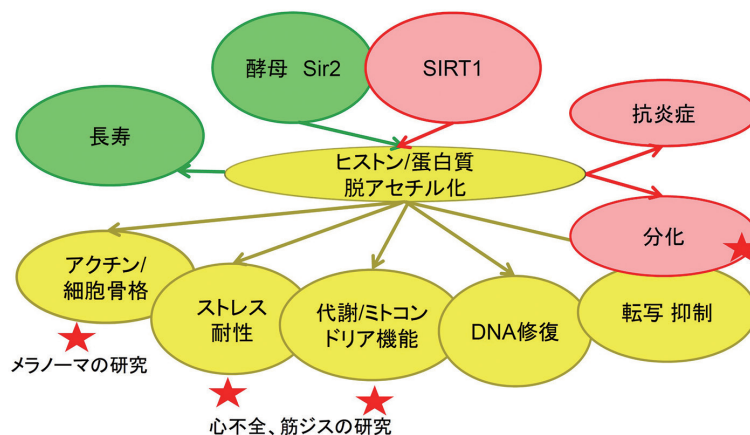 酵母 Sir2
SIRT1
長寿
抗炎症
ヒストン/蛋白質
脱アセチル化
分化
アクチン/
細胞骨格
ストレス
耐性
代謝/ミトコン
ドリア機能
DNA修復
転写 抑制
メラノーマの研究
心不全、筋ジスの研究